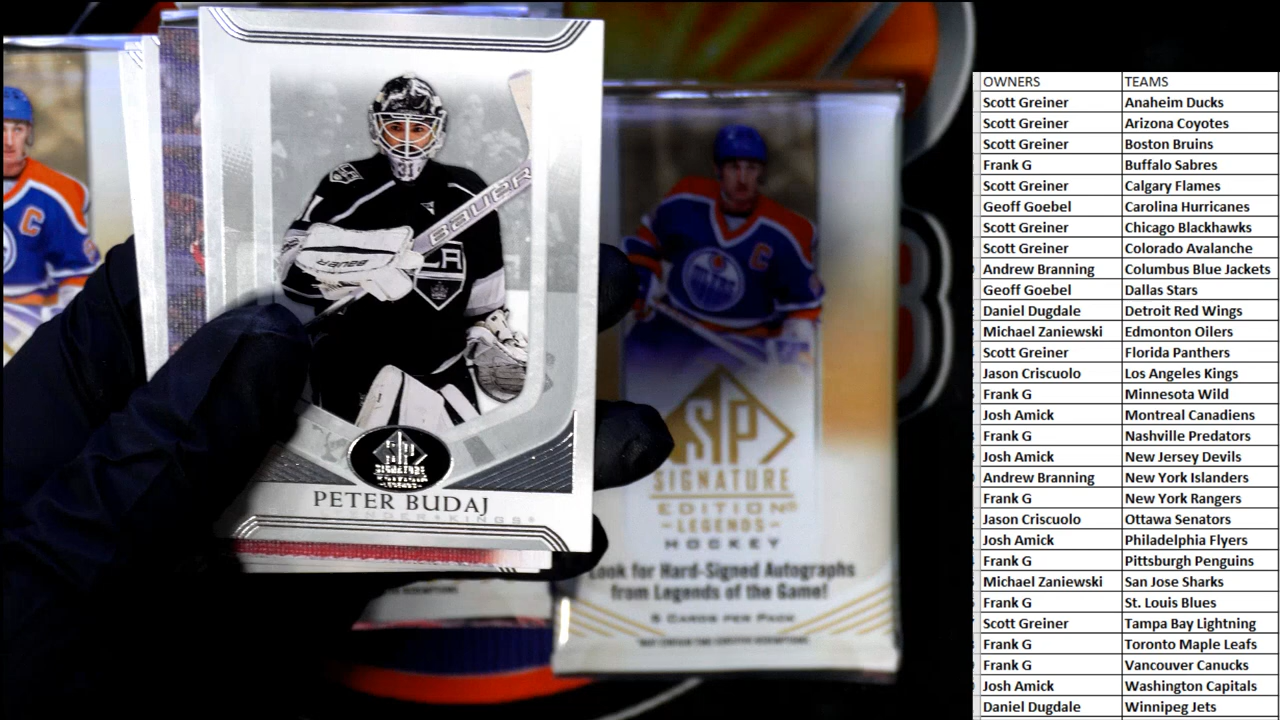 BAUER
BAUER
31
LA
SIGNATURE
LEGENDS
PETER BUDAJ
KINGS
C
C
SP
SIGNATURE
EDITION
-LEGENDS-
HOCKEY
Look for Hard-Signed Autographs
from Legends of the Game!
5 CARDS PER PACK
OWNERS TEAMS
Scott Greiner Anaheim Ducks
Scott Greiner Arizona Coyotes
Scott Greiner Boston Bruins
Frank G Buffalo Sabres
Scott Greiner Calgary Flames
Geoff Goebel Carolina Hurricanes
Scott Greiner Chicago Blackhawks
Scott Greiner Colorado Avalanche
Andrew Branning Columbus Blue Jackets
Geoff Goebel Dallas Stars
Daniel Dugdale Detroit Red Wings
Michael Zaniewski Edmonton Oilers
Scott Greiner Florida Panthers
Jason Criscuolo Los Angeles Kings
Frank G Minnesota Wild
Josh Amick Montreal Canadiens
Frank G Nashville Predators
Josh Amick New Jersey Devils
Andrew Branning New York Islanders
Frank G New York Rangers
Jason Criscuolo Ottawa Senators
Josh Amick Philadelphia Flyers
Frank G Pittsburgh Penguins
Michael Zaniewski San Jose Sharks
Frank G St. Louis Blues
Scott Greiner Tampa Bay Lightning
Frank G Toronto Maple Leafs
Frank G Vancouver Canucks
Josh Amick Washington Capitals
Daniel Dugdale Winnipeg Jets